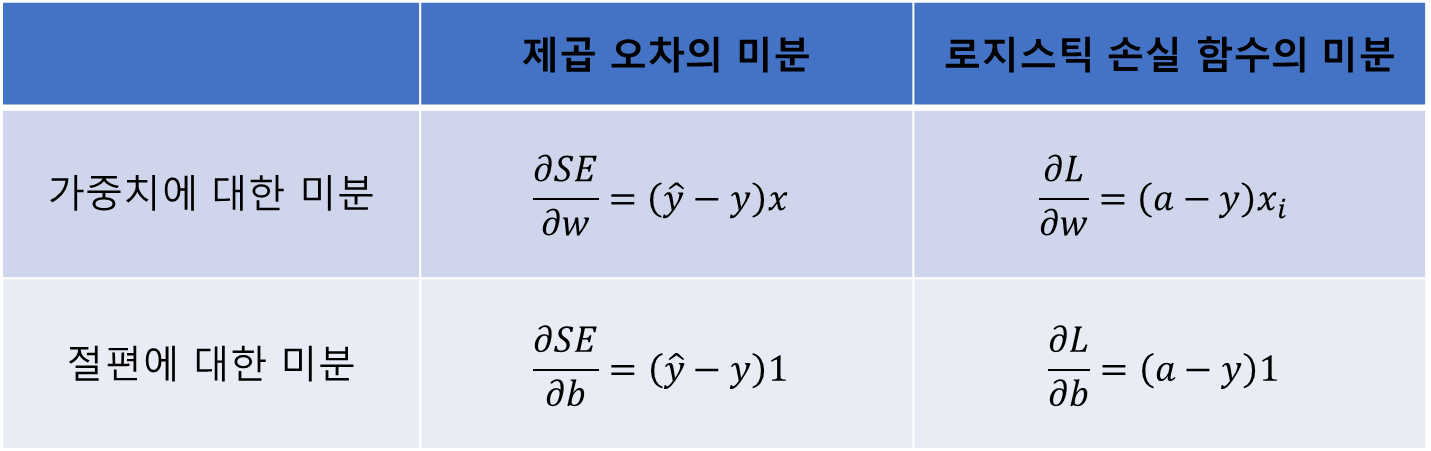 제곱 오차의 미분 로지스틱 손실 함수의 미분
가중치에 대한 미분 ∂SE/∂w = (ŷ − y)x ∂L/∂w = (a − y)xᵢ
절편에 대한 미분 ∂SE/∂b = (ŷ − y)1 ∂L/∂b = (a − y)1